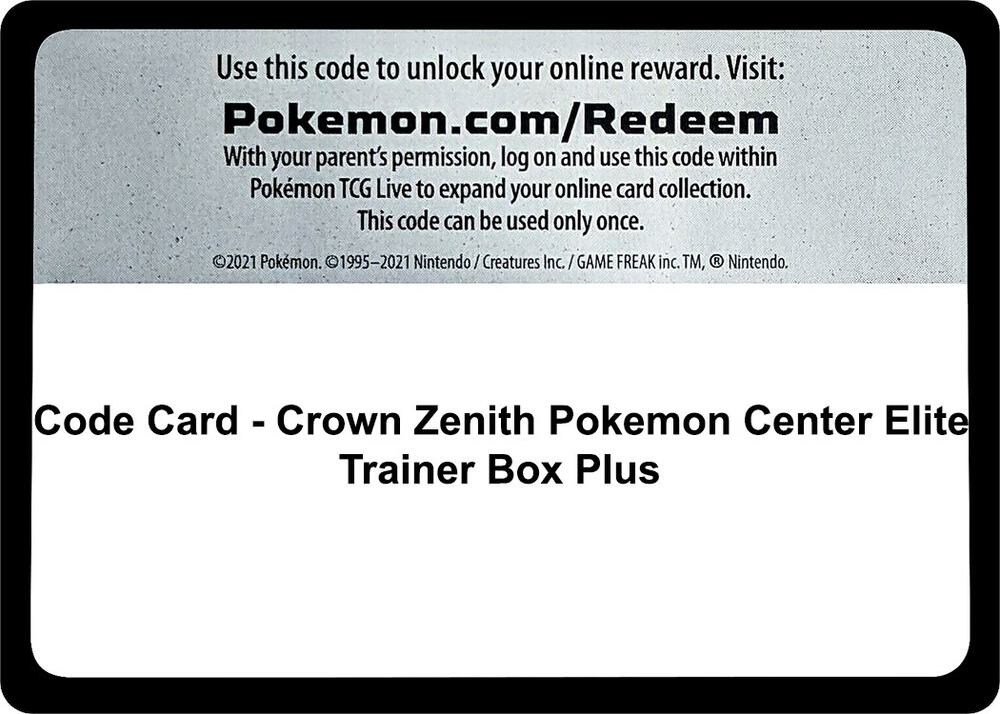 Use this code to unlock your online reward. Visit:
Pokemon.com/Redeem
With your parent's permission, log on and use this code within
Pokémon TCG Live to expand your online card collection.
This code can be used only once.
©2021 Pokémon. ©1995–2021 Nintendo / Creatures Inc. / GAME FREAK inc. TM, ® Nintendo.
Code Card - Crown Zenith Pokemon Center Elite
Trainer Box Plus